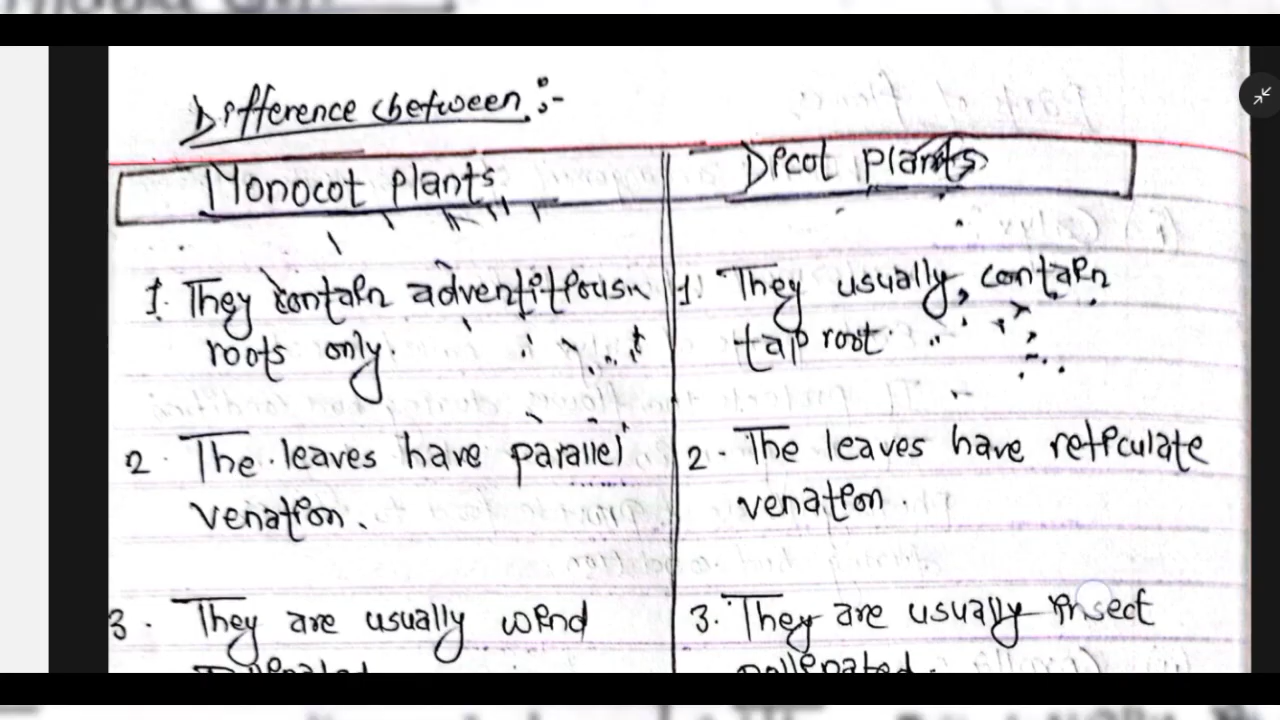 Difference between :-
Monocot plants
Dicot plants
1. They contain adventitiousn
roots only.
2. The leaves have parallel
venation.
3. They are usually wind
pollenated
1. They usually, contain
tap root
2. The leaves have reticulate
venation.
3. They are usually insect
pollenated.